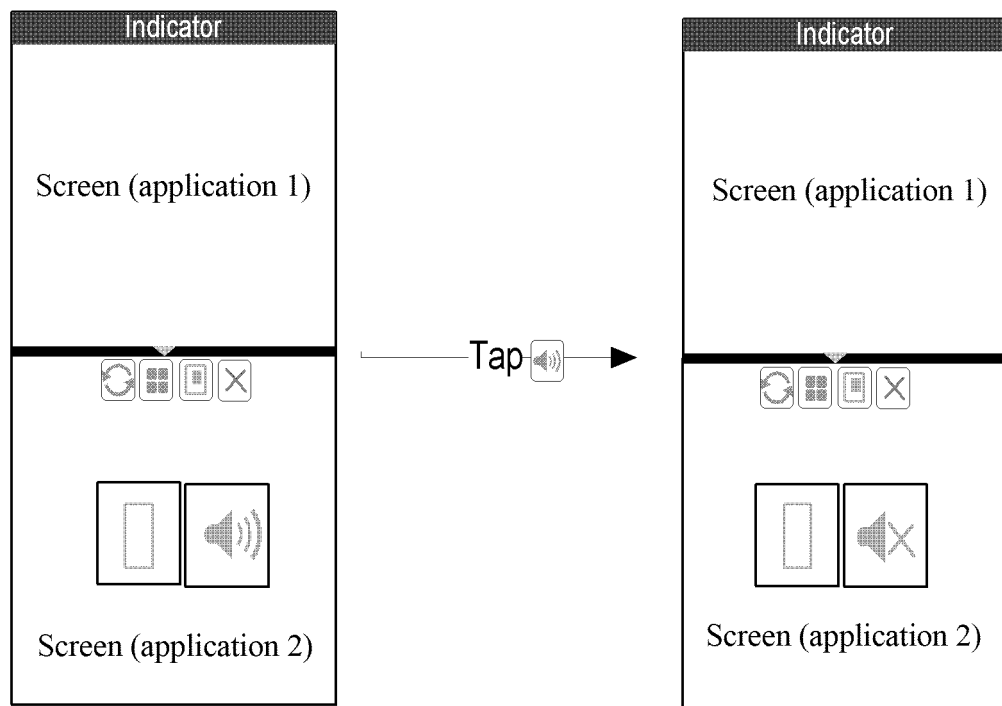 Indicator
Screen (application 1)
Screen (application 2)
Tap
Indicator
Screen (application 1)
Screen (application 2)